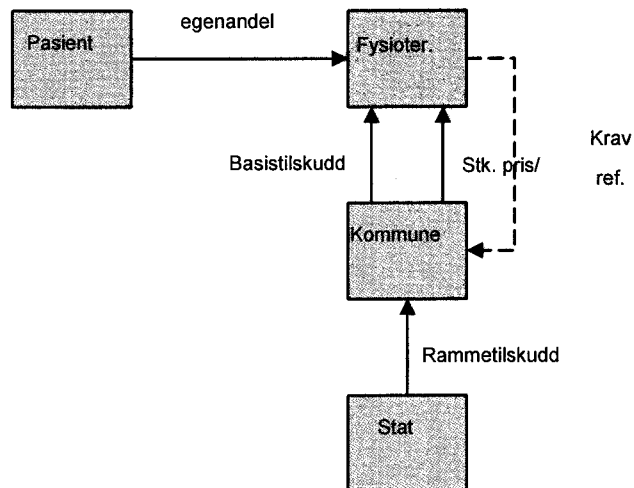 egenandel
Pasient
Fysioter.
Krav
ref.
Basistilskudd
Stk. pris/
Kommune
Rammetilskudd
Stat